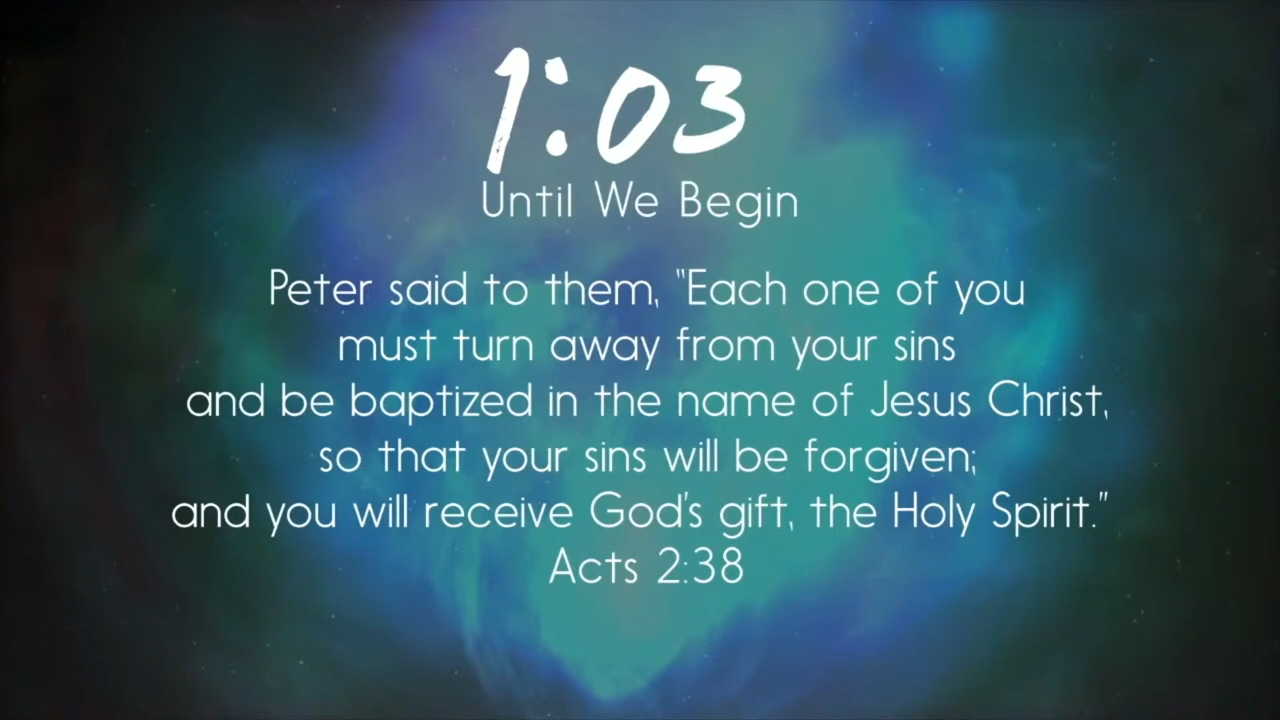 1:03
Until We Begin
Peter said to them, "Each one of you
must turn away from your sins
and be baptized in the name of Jesus Christ,
so that your sins will be forgiven;
and you will receive God's gift, the Holy Spirit."
Acts 2:38